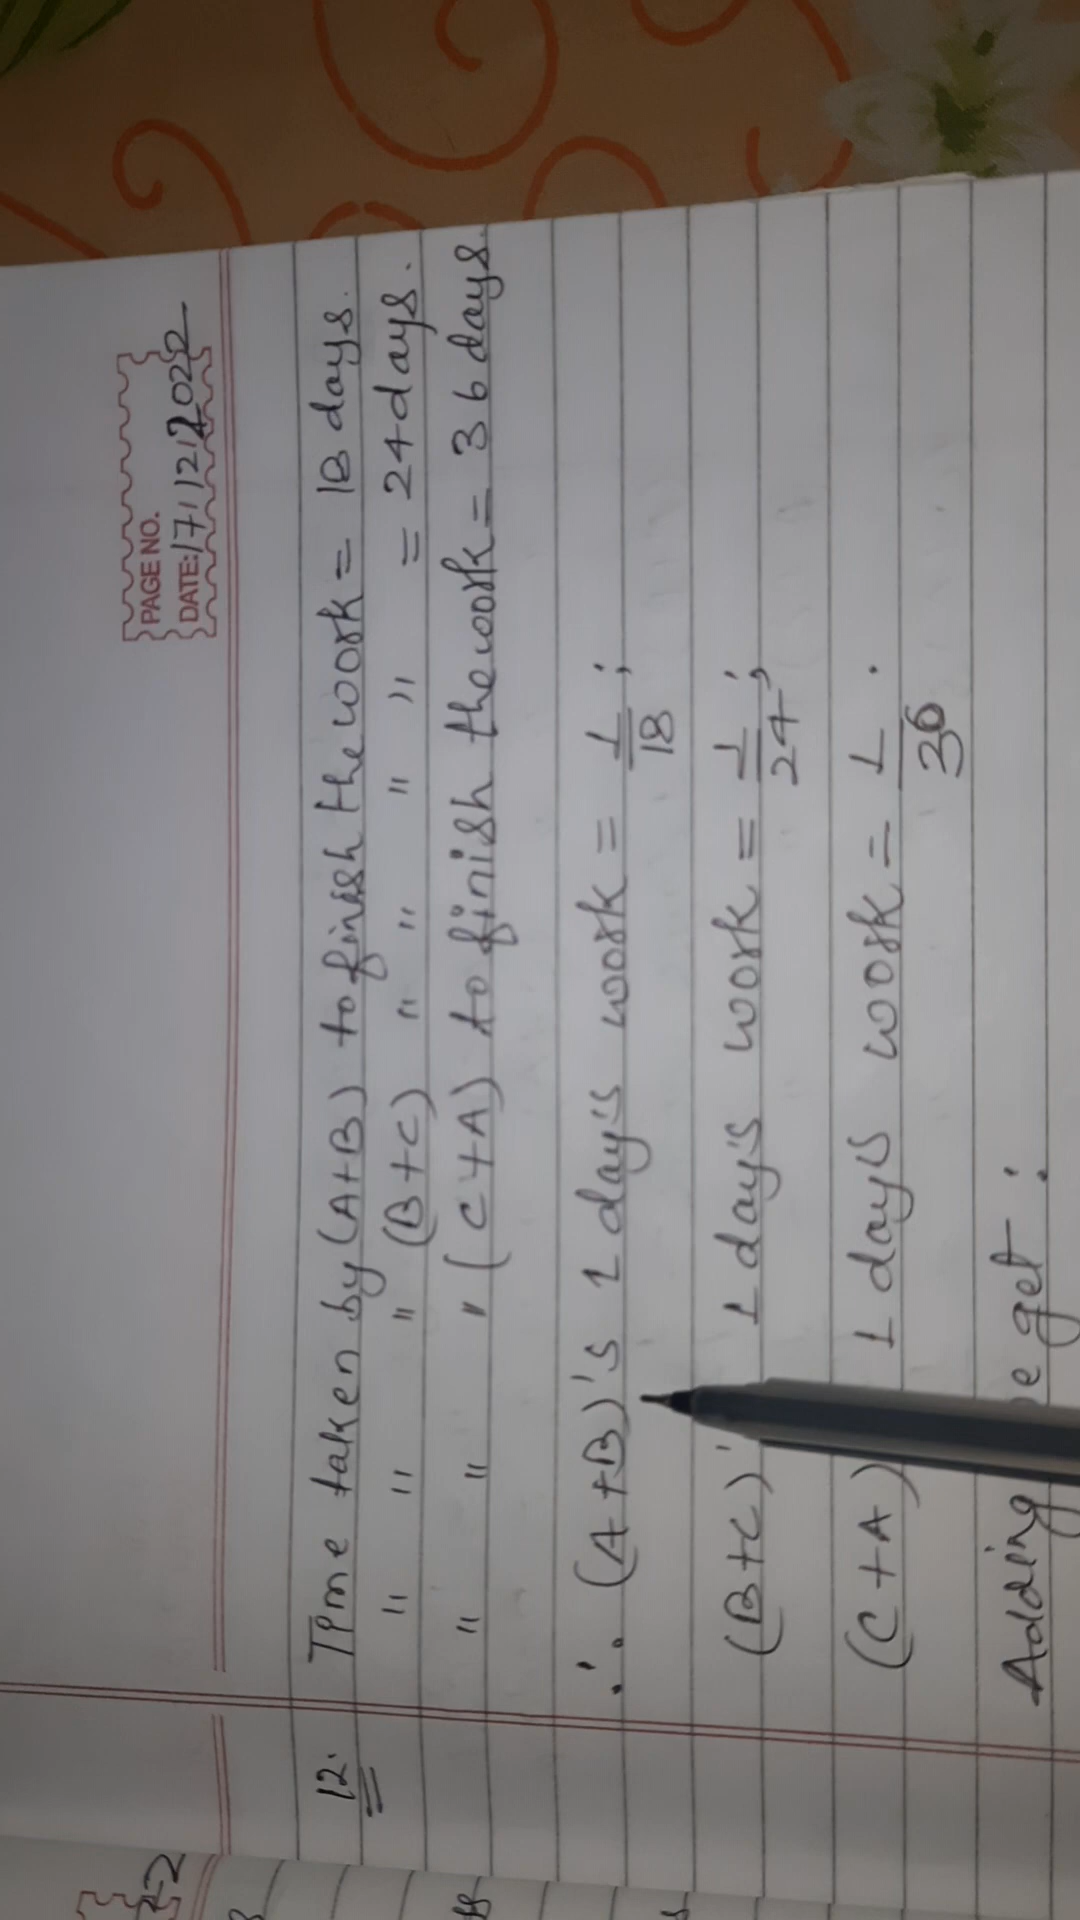 PAGE NO.
DATE: 17/12/2022
12. Time taken by (A+B) to finish the work = 18 days.
" " " (B+C) " " " " = 24 days.
" " " (C+A) to finish the work = 36 days.
∴ (A+B)'s 1 day's work = 1/18 ;
(B+C)' 1 day's work = 1/24 ;
(C+A) 1 day's work = 1/36 .
Adding e get :